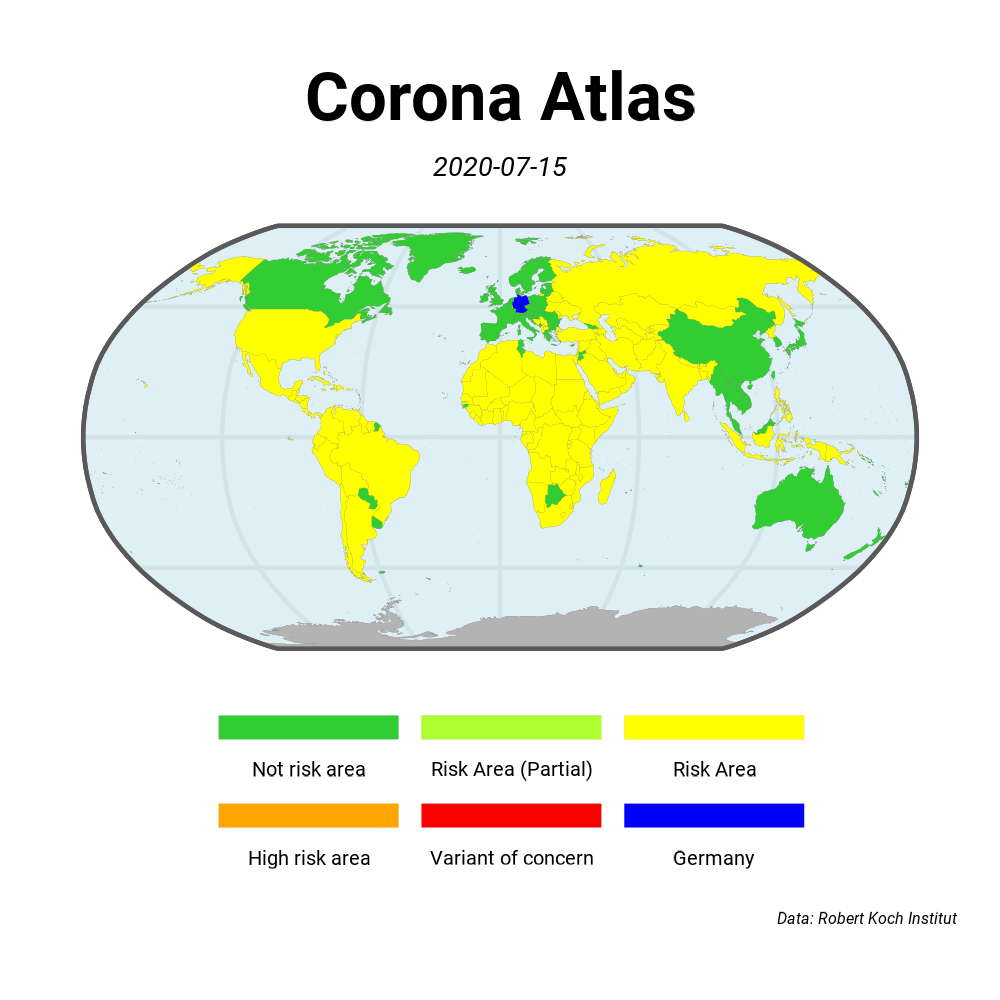 Corona Atlas
2020-07-15
Not risk area
Risk Area (Partial)
Risk Area
High risk area
Variant of concern
Germany
Data: Robert Koch Institut